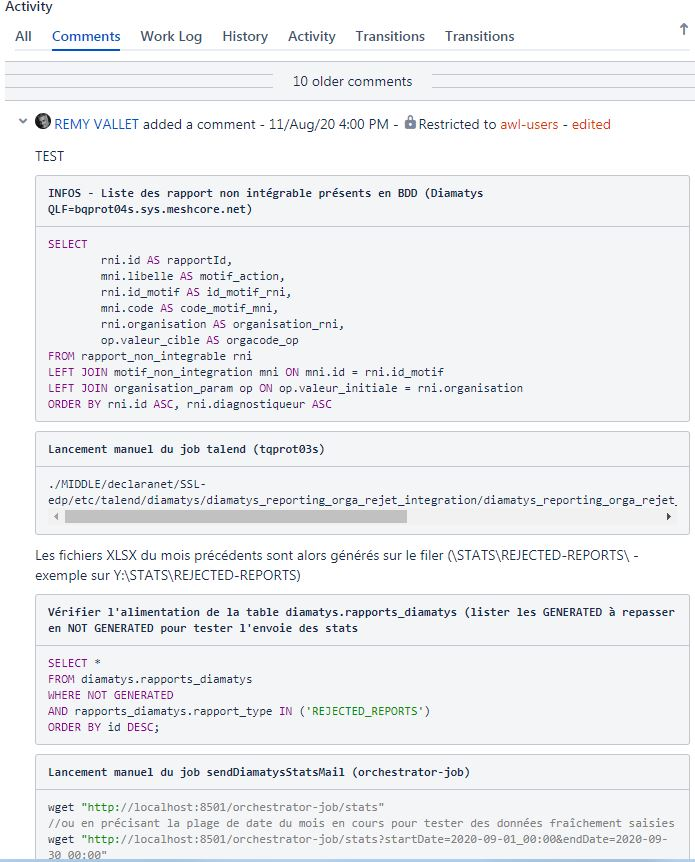 Activity
All Comments Work Log History Activity Transitions Transitions
10 older comments
REMY VALLET added a comment - 11/Aug/20 4:00 PM - Restricted to awl-users - edited
TEST
INFOS - Liste des rapport non intégrable présents en BDD (Diamatys
QLF=bqprot04s.sys.meshcore.net)
SELECT
rni.id AS rapportId,
mni.libelle AS motif_action,
rni.id_motif AS id_motif_rni,
mni.code AS code_motif_mni,
rni.organisation AS organisation_rni,
op.valeur_cible AS orgacode_op
FROM rapport_non_integrable rni
LEFT JOIN motif_non_integration mni ON mni.id = rni.id_motif
LEFT JOIN organisation_param op ON op.valeur_initiale = rni.organisation
ORDER BY rni.id ASC, rni.diagnostiqueur ASC
Lancement manuel du job talend (tqprot03s)
./MIDDLE/declaranet/SSL-
edp/etc/talend/diamatys/diamatys_reporting_orga_rejet_integration/diamatys_reporting_orga_rejet_
Les fichiers XLSX du mois précédents sont alors générés sur le filer (\STATS\REJECTED-REPORTS\ -
exemple sur Y:\STATS\REJECTED-REPORTS)
Vérifier l'alimentation de la table diamatys.rapports_diamatys (lister les GENERATED à repasser
en NOT GENERATED pour tester l'envoie des stats
SELECT *
FROM diamatys.rapports_diamatys
WHERE NOT GENERATED
AND rapports_diamatys.rapport_type IN ('REJECTED_REPORTS')
ORDER BY id DESC;
Lancement manuel du job sendDiamatysStatsMail (orchestrator-job)
wget "http://localhost:8501/orchestrator-job/stats"
//ou en précisant la plage de date du mois en cours pour tester des données fraîchement saisies
wget "http://localhost:8501/orchestrator-job/stats?startDate=2020-09-01_00:00&endDate=2020-09-
30_00:00"